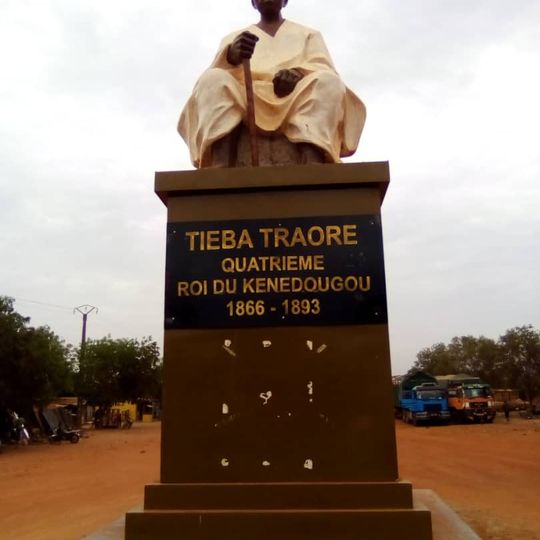 TIEBA TRAORE
QUATRIEME
ROI DU KENEDOUGOU
1866 - 1893